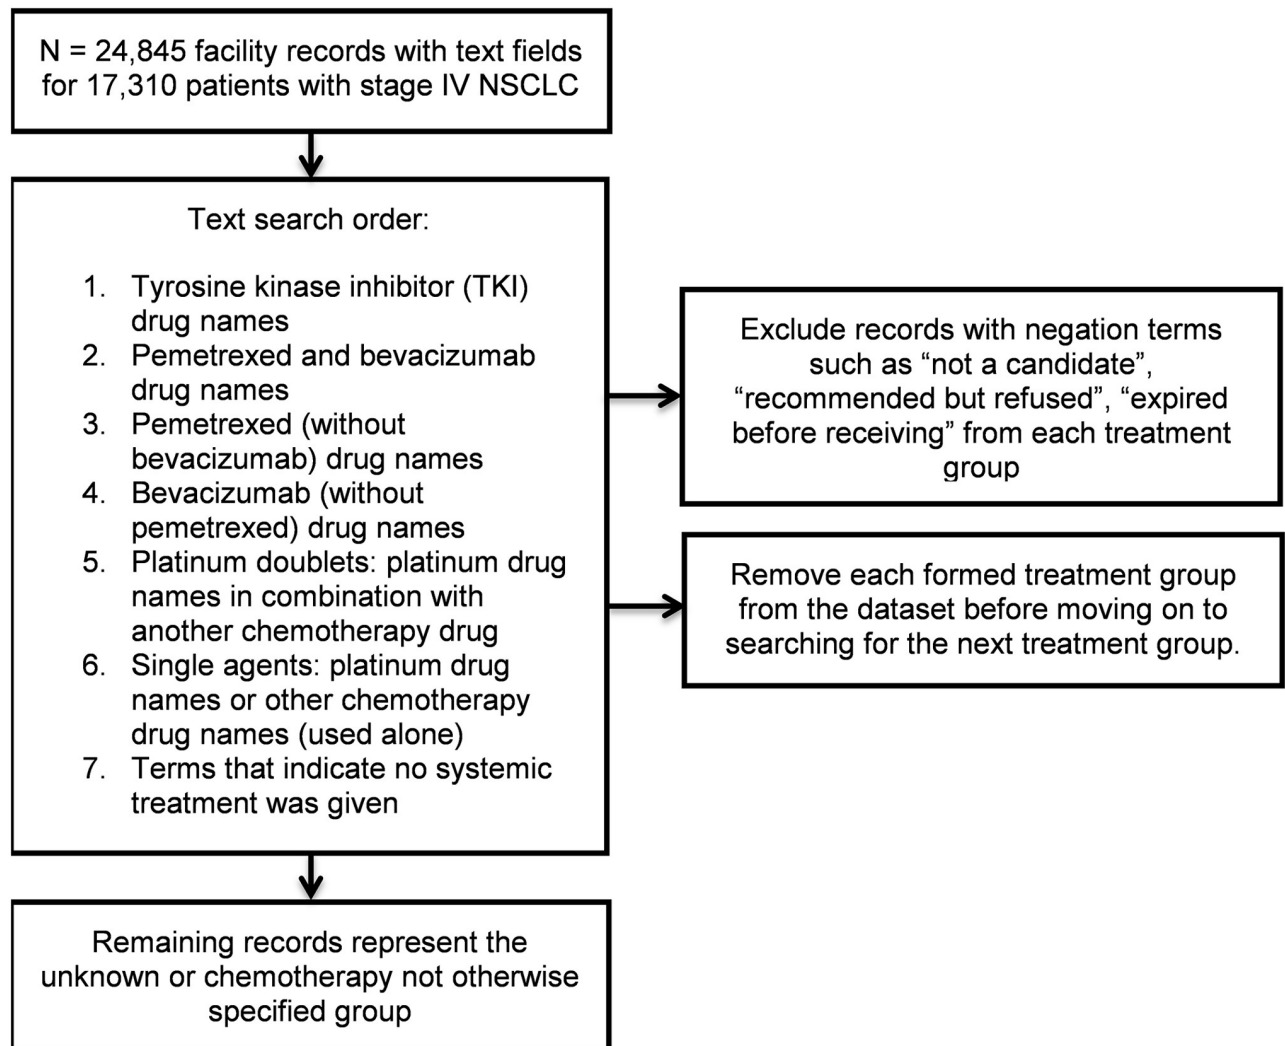 N = 24,845 facility records with text fields
for 17,310 patients with stage IV NSCLC
Text search order:
1. Tyrosine kinase inhibitor (TKI)
drug names
2. Pemetrexed and bevacizumab
drug names
3. Pemetrexed (without
bevacizumab) drug names
4. Bevacizumab (without
pemetrexed) drug names
5. Platinum doublets: platinum drug
names in combination with
another chemotherapy drug
6. Single agents: platinum drug
names or other chemotherapy
drug names (used alone)
7. Terms that indicate no systemic
treatment was given
Exclude records with negation terms
such as “not a candidate”,
“recommended but refused”, “expired
before receiving” from each treatment
group
Remove each formed treatment group
from the dataset before moving on to
searching for the next treatment group.
Remaining records represent the
unknown or chemotherapy not otherwise
specified group